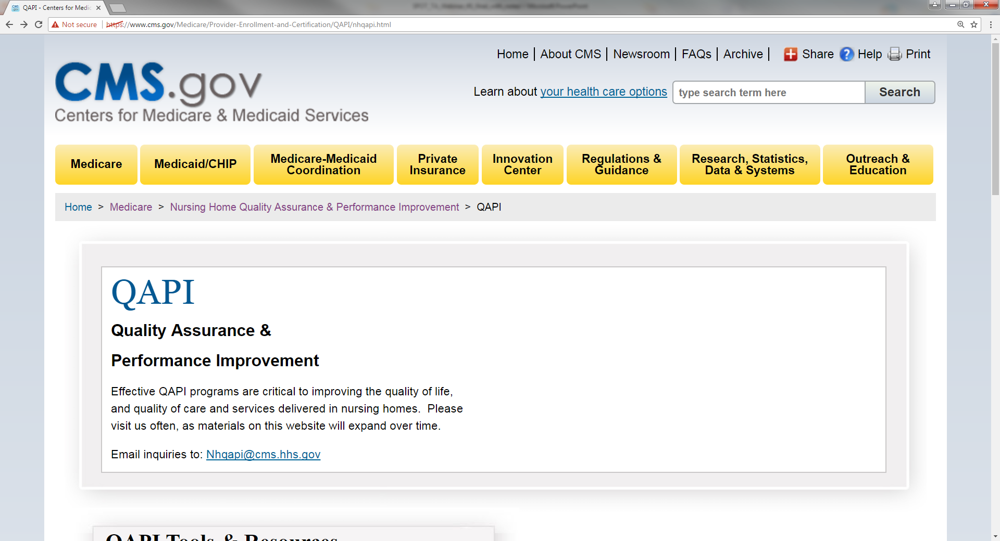 QAPI - Centers for Medic
Not secure https://www.cms.gov/Medicare/Provider-Enrollment-and-Certification/QAPI/nhqapi.html
Home | About CMS | Newsroom | FAQs | Archive | Share Help Print
CMS.gov
Centers for Medicare & Medicaid Services
Learn about your health care options type search term here Search
Medicare
Medicaid/CHIP
Medicare-Medicaid
Coordination
Private
Insurance
Innovation
Center
Regulations &
Guidance
Research, Statistics,
Data & Systems
Outreach &
Education
Home > Medicare > Nursing Home Quality Assurance & Performance Improvement > QAPI
QAPI
Quality Assurance &
Performance Improvement
Effective QAPI programs are critical to improving the quality of life,
and quality of care and services delivered in nursing homes.  Please
visit us often, as materials on this website will expand over time.
Email inquiries to: Nhqapi@cms.hhs.gov
QAPI Tools & Resources